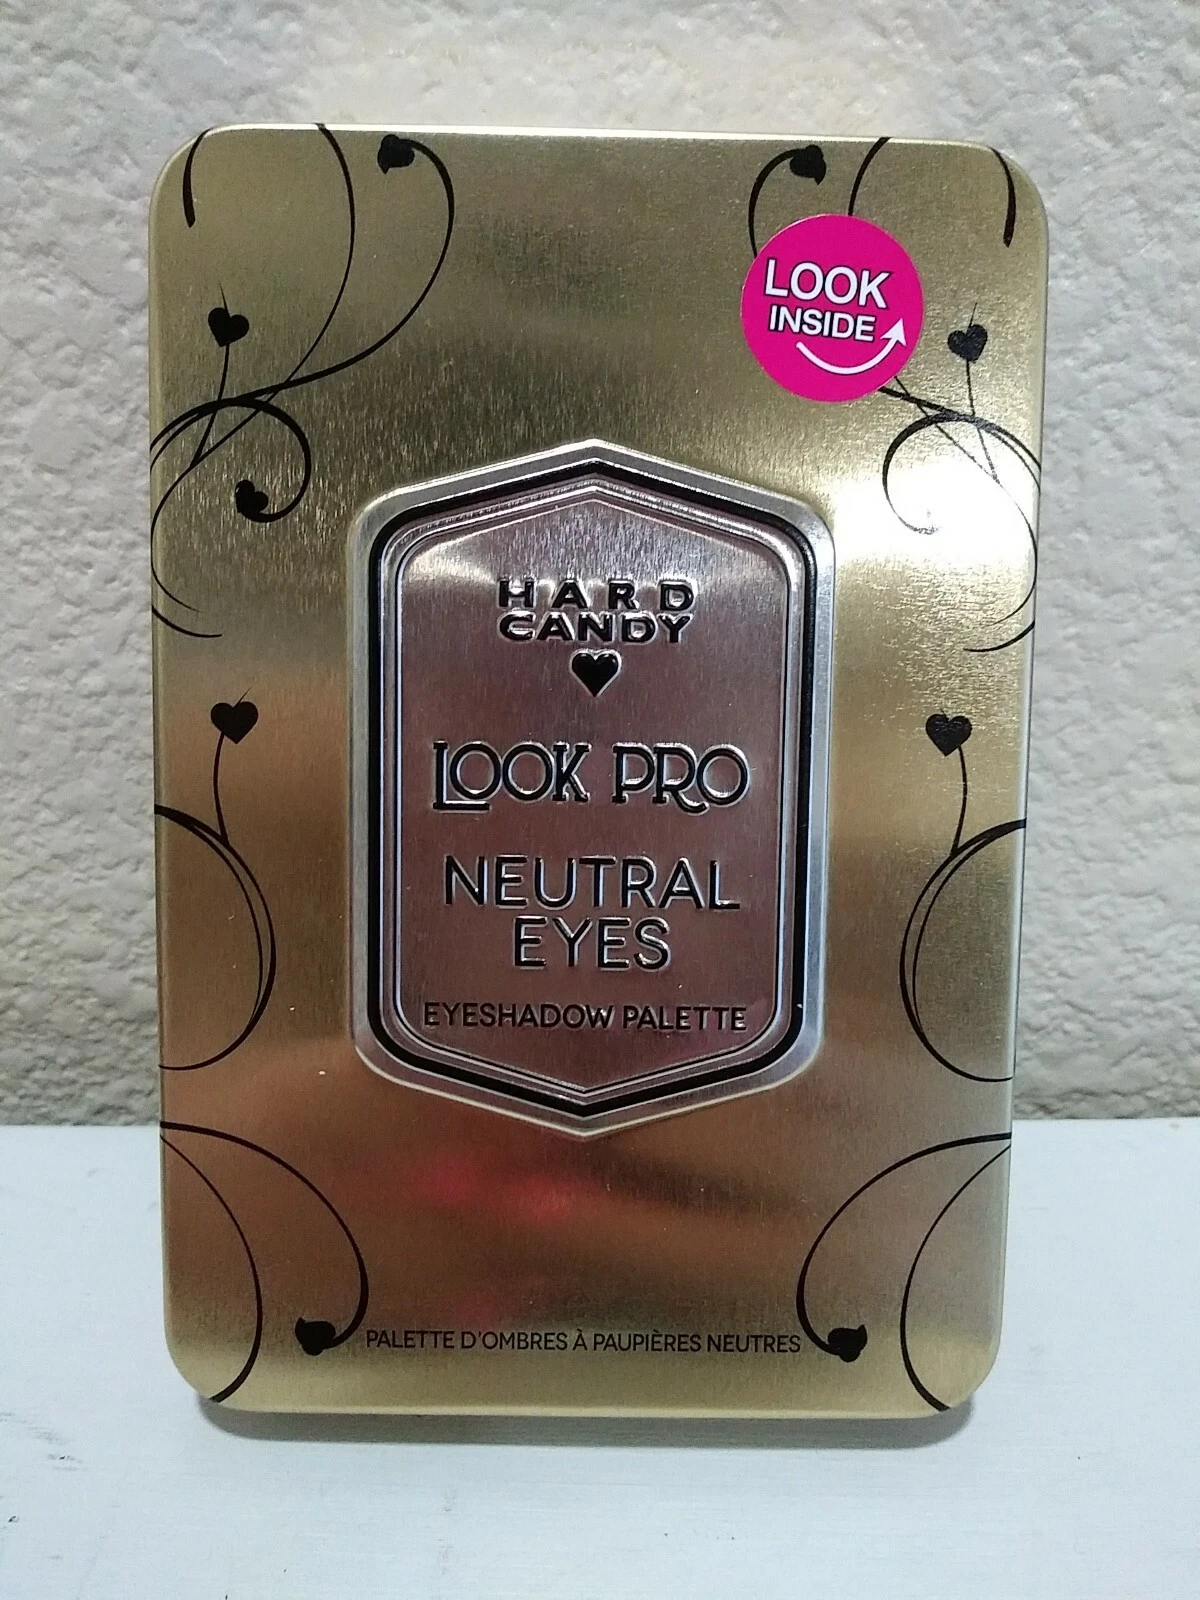 LOOK
INSIDE
HARD
CANDY
LOOK PRO
NEUTRAL
EYES
EYESHADOW PALETTE
PALETTE D'OMBRES À PAUPIÈRES NEUTRES